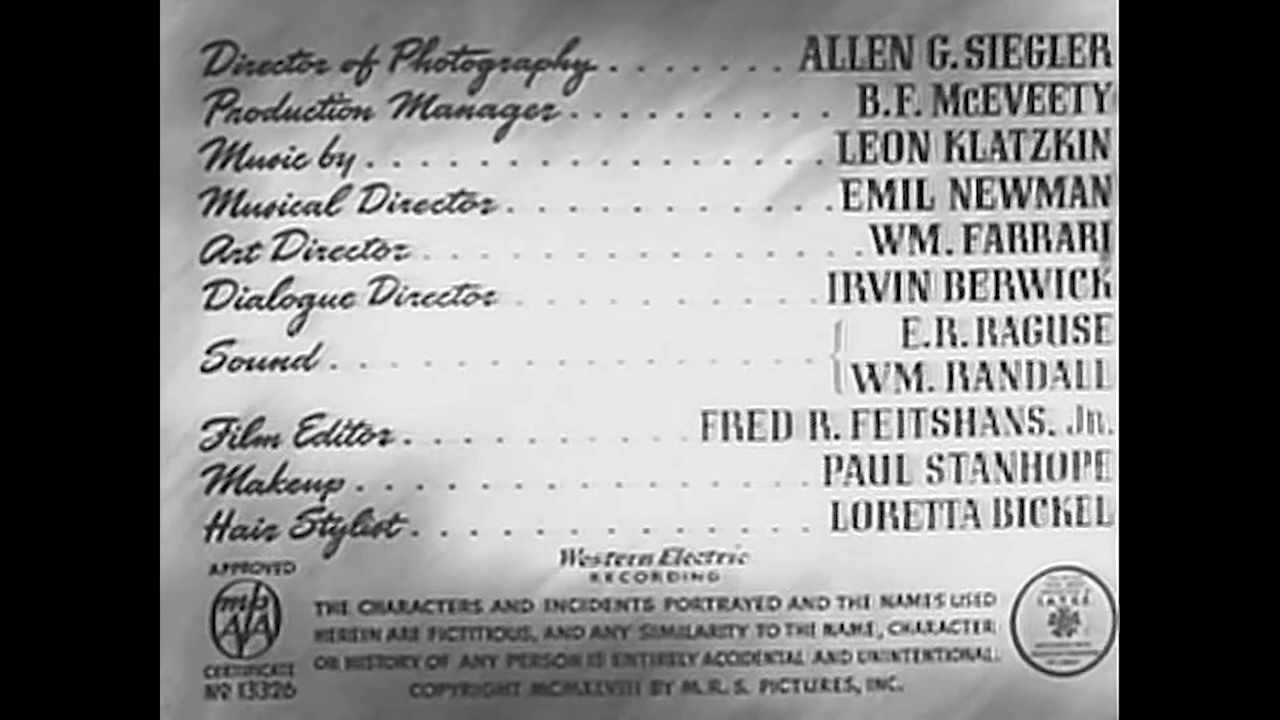 Director of Photography . . . . . . . ALLEN G. SIEGLER
Production Manager . . . . . . . . . . B.F. McEVEETY
Music by . . . . . . . . . . . . . . . . LEON KLATZKIN
Musical Director . . . . . . . . . . . EMIL NEWMAN
Art Director . . . . . . . . . . . . . . . WM. FARRARI
Dialogue Director . . . . . . . . . . IRVIN BERWICK
Sound . . . . . . . . . . . . . . . . . { E.R. RAGUSE
WM. RANDALL
Film Editor . . . . . . . . . . FRED R. FEITSHANS, Jr.
Makeup . . . . . . . . . . . . . . . PAUL STANHOPE
Hair Stylist . . . . . . . . . . . . . LORETTA BICKEL
Western Electric
RECORDING
APPROVED
MPAA
CERTIFICATE
No 13326
THE CHARACTERS AND INCIDENTS PORTRAYED AND THE NAMES USED
HEREIN ARE FICTITIOUS, AND ANY SIMILARITY TO THE NAME, CHARACTER
OR HISTORY OF ANY PERSON IS ENTIRELY ACCIDENTAL AND UNINTENTIONAL.
COPYRIGHT MCMXLVIII BY M.R.S. PICTURES, INC.
I.A.T.S.E.